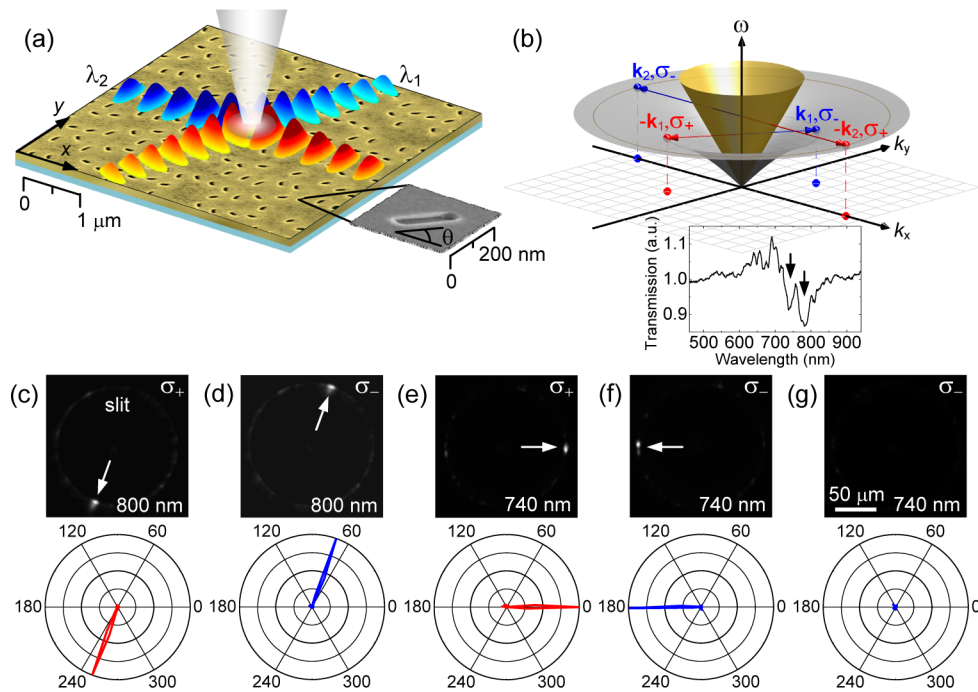 (a)
λ2
λ1
y
x
0
1 μm
θ
0
200 nm
(b)
ω
k2,σ−
k1,σ−
-k1,σ+
-k2,σ+
ky
kx
Transmission (a.u.)
1.1
1.0
0.9
500 600 700 800 900
Wavelength (nm)
(c)
σ+
slit
800 nm
(d)
σ−
800 nm
(e)
σ+
740 nm
(f)
σ−
740 nm
(g)
σ−
50 μm
740 nm
120 60
180 0
240 300
120 60
180 0
240 300
120 60
180 0
240 300
120 60
180 0
240 300
120 60
180 0
240 300